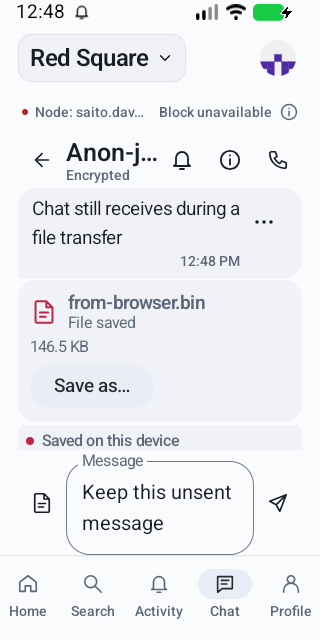 12:48
Red Square
Node: saito.dav... Block unavailable
Anon-j...
Encrypted
Chat still receives during a
file transfer
12:48 PM
from-browser.bin
File saved
146.5 KB
Save as...
Saved on this device
Message
Keep this unsent
message
Home Search Activity Chat Profile